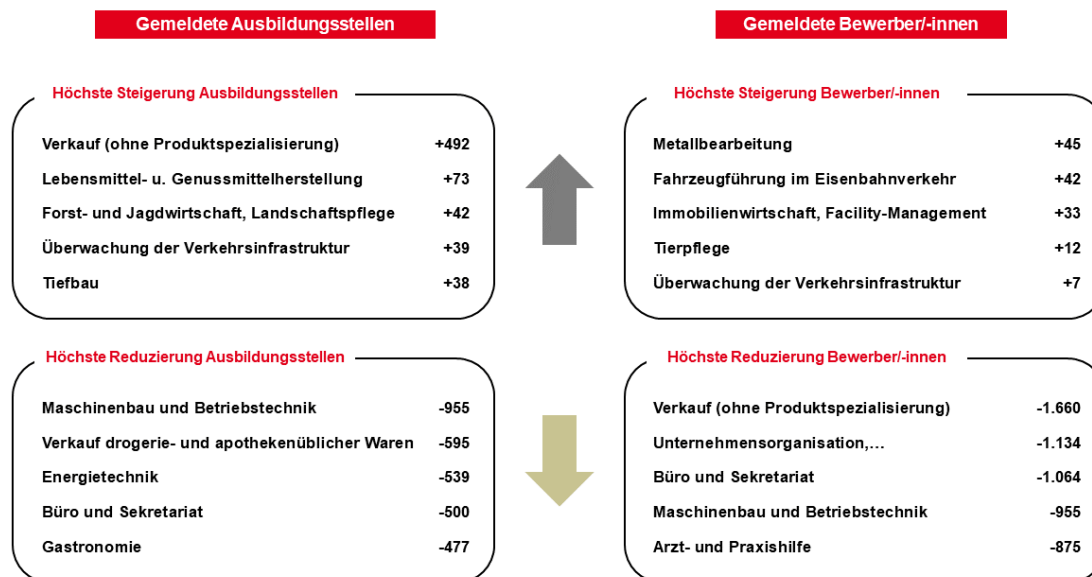 Gemeldete Ausbildungsstellen
Höchste Steigerung Ausbildungsstellen
Verkauf (ohne Produktspezialisierung) +492
Lebensmittel- u. Genussmittelherstellung +73
Forst- und Jagdwirtschaft, Landschaftspflege +42
Überwachung der Verkehrsinfrastruktur +39
Tiefbau +38
Höchste Reduzierung Ausbildungsstellen
Maschinenbau und Betriebstechnik -955
Verkauf drogerie- und apothekenüblicher Waren -595
Energietechnik -539
Büro und Sekretariat -500
Gastronomie -477
Gemeldete Bewerber/-innen
Höchste Steigerung Bewerber/-innen
Metallbearbeitung +45
Fahrzeugführung im Eisenbahnverkehr +42
Immobilienwirtschaft, Facility-Management +33
Tierpflege +12
Überwachung der Verkehrsinfrastruktur +7
Höchste Reduzierung Bewerber/-innen
Verkauf (ohne Produktspezialisierung) -1.660
Unternehmensorganisation,... -1.134
Büro und Sekretariat -1.064
Maschinenbau und Betriebstechnik -955
Arzt- und Praxishilfe -875